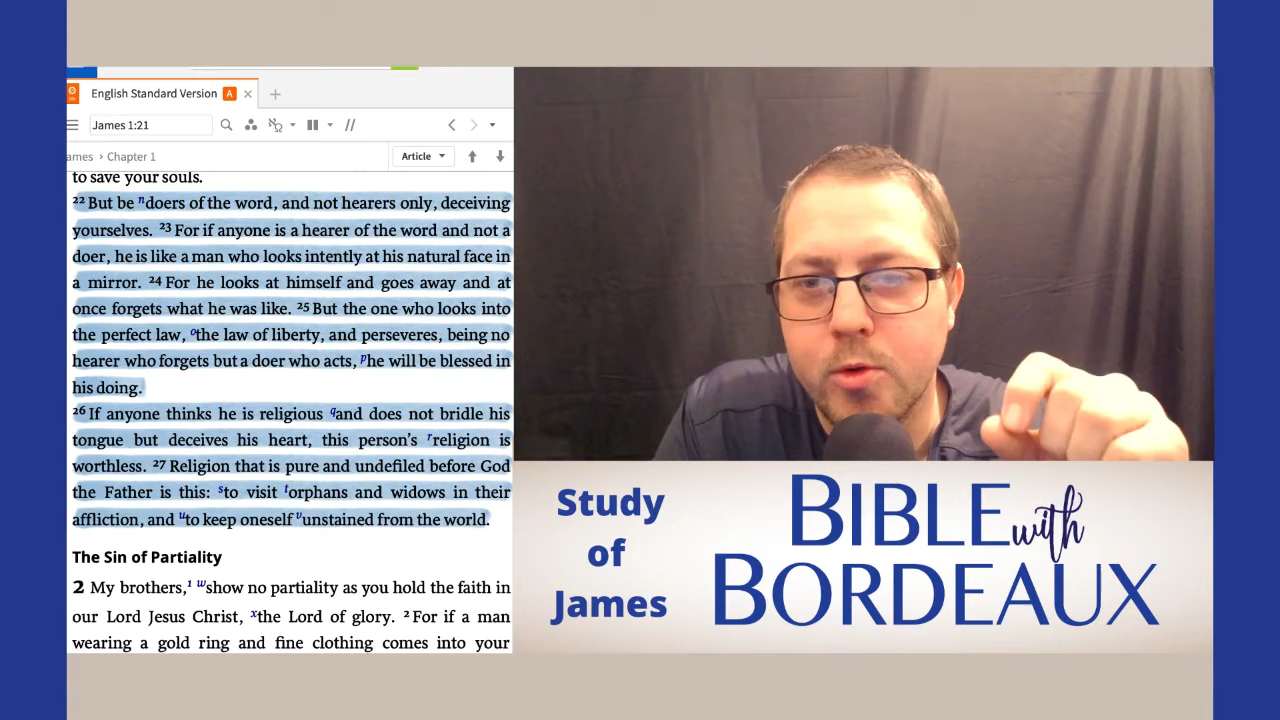 English Standard Version A
James 1:21
ames › Chapter 1
Article
to save your souls.
22 But be n doers of the word, and not hearers only, deceiving
yourselves. 23 For if anyone is a hearer of the word and not a
doer, he is like a man who looks intently at his natural face in
a mirror. 24 For he looks at himself and goes away and at
once forgets what he was like. 25 But the one who looks into
the perfect law, o the law of liberty, and perseveres, being no
hearer who forgets but a doer who acts, p he will be blessed in
his doing.
26 If anyone thinks he is religious q and does not bridle his
tongue but deceives his heart, this person's r religion is
worthless. 27 Religion that is pure and undefiled before God
the Father is this: s to visit t orphans and widows in their
affliction, and u to keep oneself v unstained from the world.
The Sin of Partiality
2 My brothers,1 w show no partiality as you hold the faith in
our Lord Jesus Christ, x the Lord of glory. 2 For if a man
wearing a gold ring and fine clothing comes into your
Study
of
James
BIBLE with
BORDEAUX